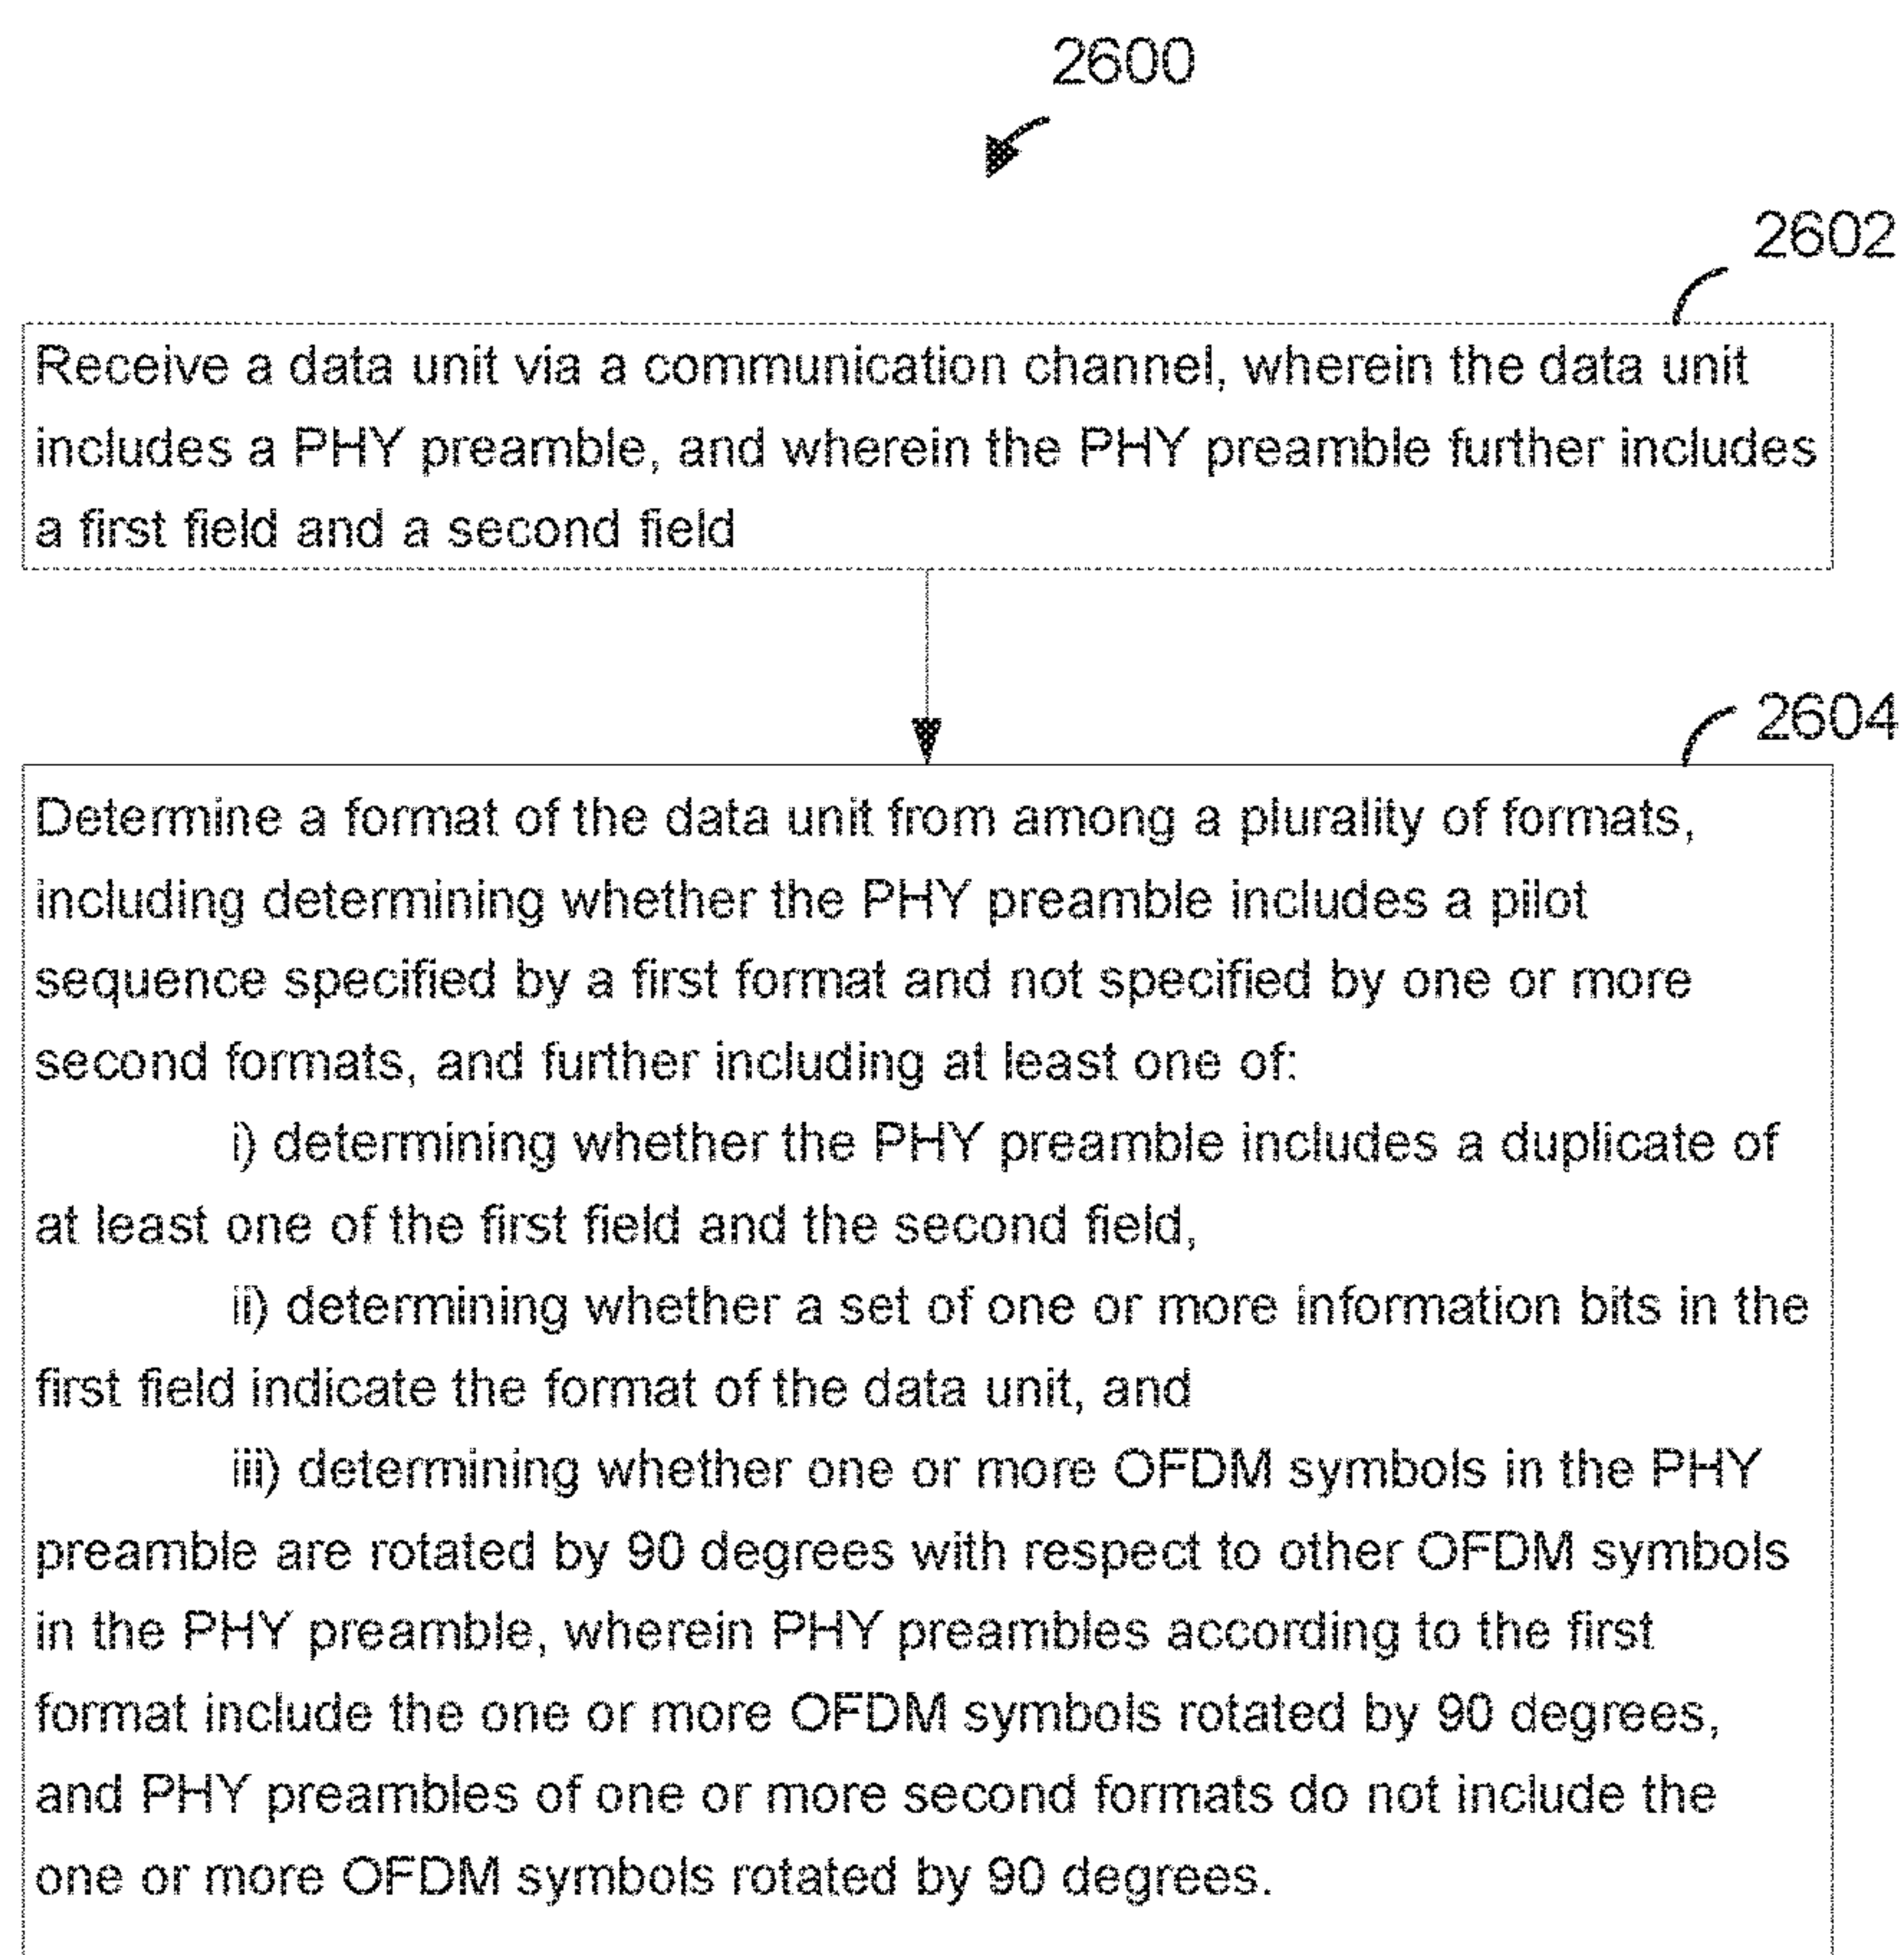 2600
2602
Receive a data unit via a communication channel, wherein the data unit
includes a PHY preamble, and wherein the PHY preamble further includes
a first field and a second field
2604
Determine a format of the data unit from among a plurality of formats,
including determining whether the PHY preamble includes a pilot
sequence specified by a first format and not specified by one or more
second formats, and further including at least one of:
i) determining whether the PHY preamble includes a duplicate of
at least one of the first field and the second field,
ii) determining whether a set of one or more information bits in the
first field indicate the format of the data unit, and
iii) determining whether one or more OFDM symbols in the PHY
preamble are rotated by 90 degrees with respect to other OFDM symbols
in the PHY preamble, wherein PHY preambles according to the first
format include the one or more OFDM symbols rotated by 90 degrees,
and PHY preambles of one or more second formats do not include the
one or more OFDM symbols rotated by 90 degrees.